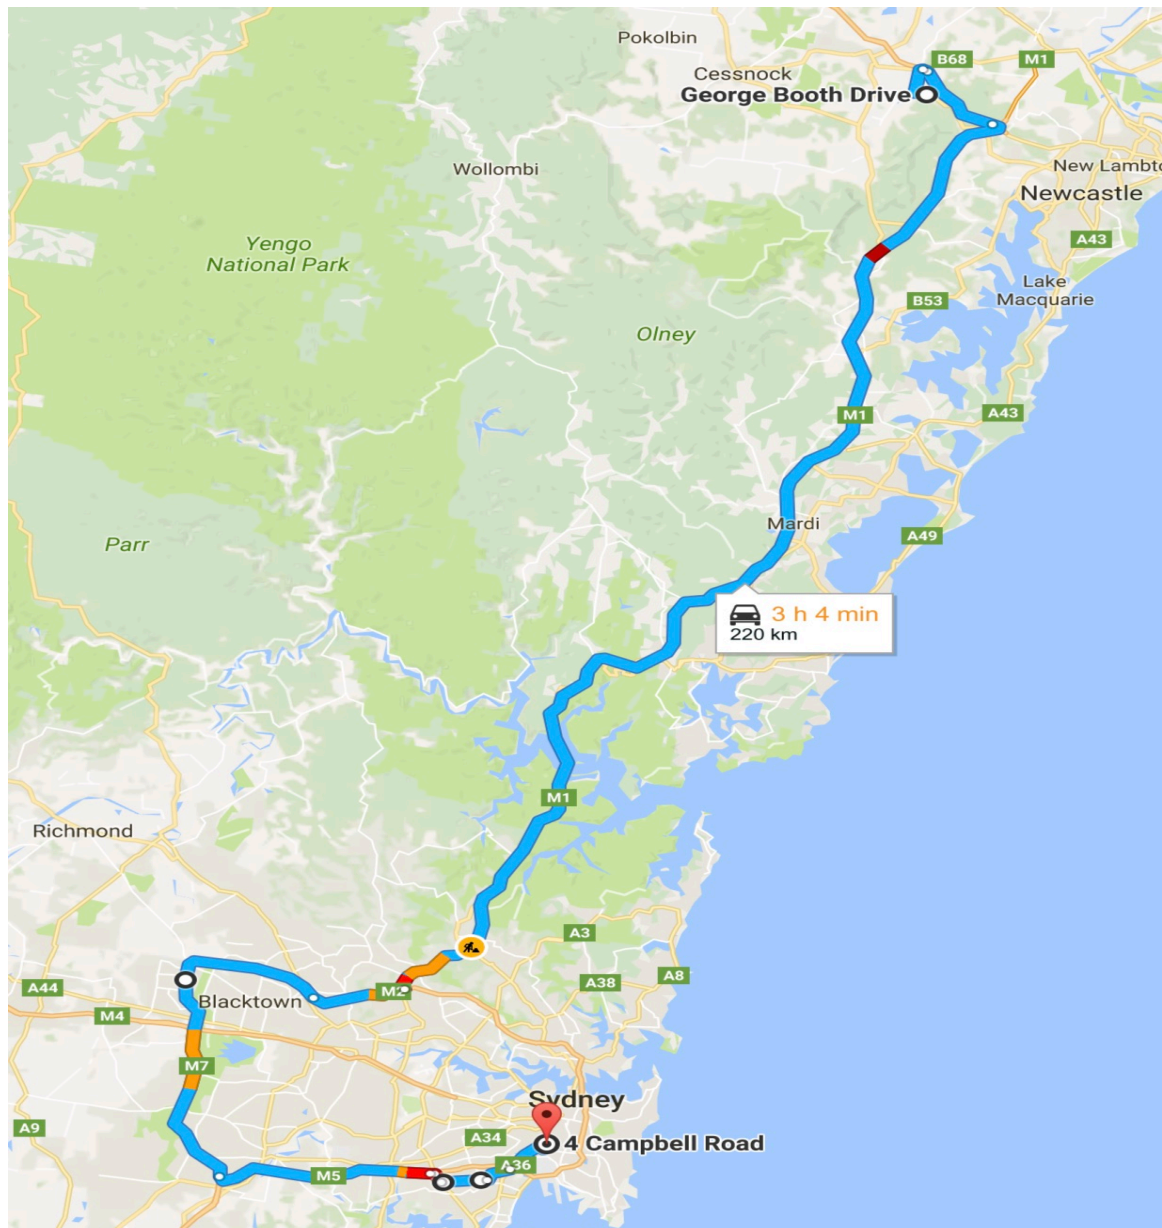 Pokolbin
B68
M1
Cessnock
George Booth Drive
New Lambto
Wollombi
Newcastle
A43
Yengo
National Park
Lake
Macquarie
B53
Olney
M1
A43
Mardi
A49
Parr
3 h 4 min
220 km
M1
Richmond
A3
A8
A38
A44
M2
Blacktown
M4
M7
Sydney
A9
A34
4 Campbell Road
A36
M5